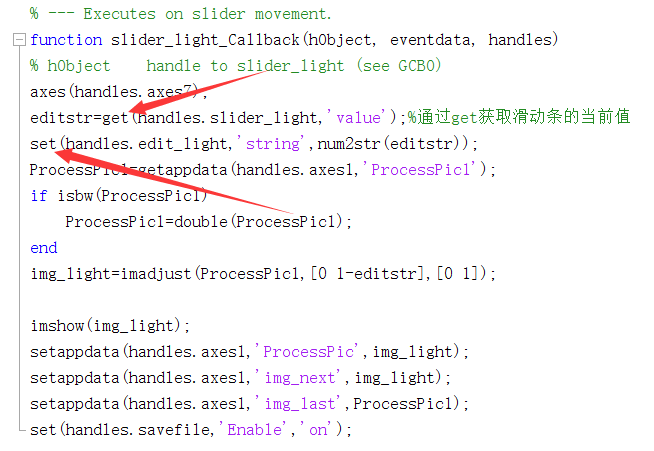 % --- Executes on slider movement.
function slider_light_Callback(hObject, eventdata, handles)
% hObject    handle to slider_light (see GCBO)
axes(handles.axes7);
editstr=get(handles.slider_light,'value');%通过get获取滑动条的当前值
set(handles.edit_light,'string',num2str(editstr));
ProcessPic1=getappdata(handles.axes1,'ProcessPic1');
if isbw(ProcessPic1)
    ProcessPic1=double(ProcessPic1);
end
img_light=imadjust(ProcessPic1,[0 1-editstr],[0 1]);
imshow(img_light);
setappdata(handles.axes1,'ProcessPic',img_light);
setappdata(handles.axes1,'img_next',img_light);
setappdata(handles.axes1,'img_last',ProcessPic1);
set(handles.savefile,'Enable','on');